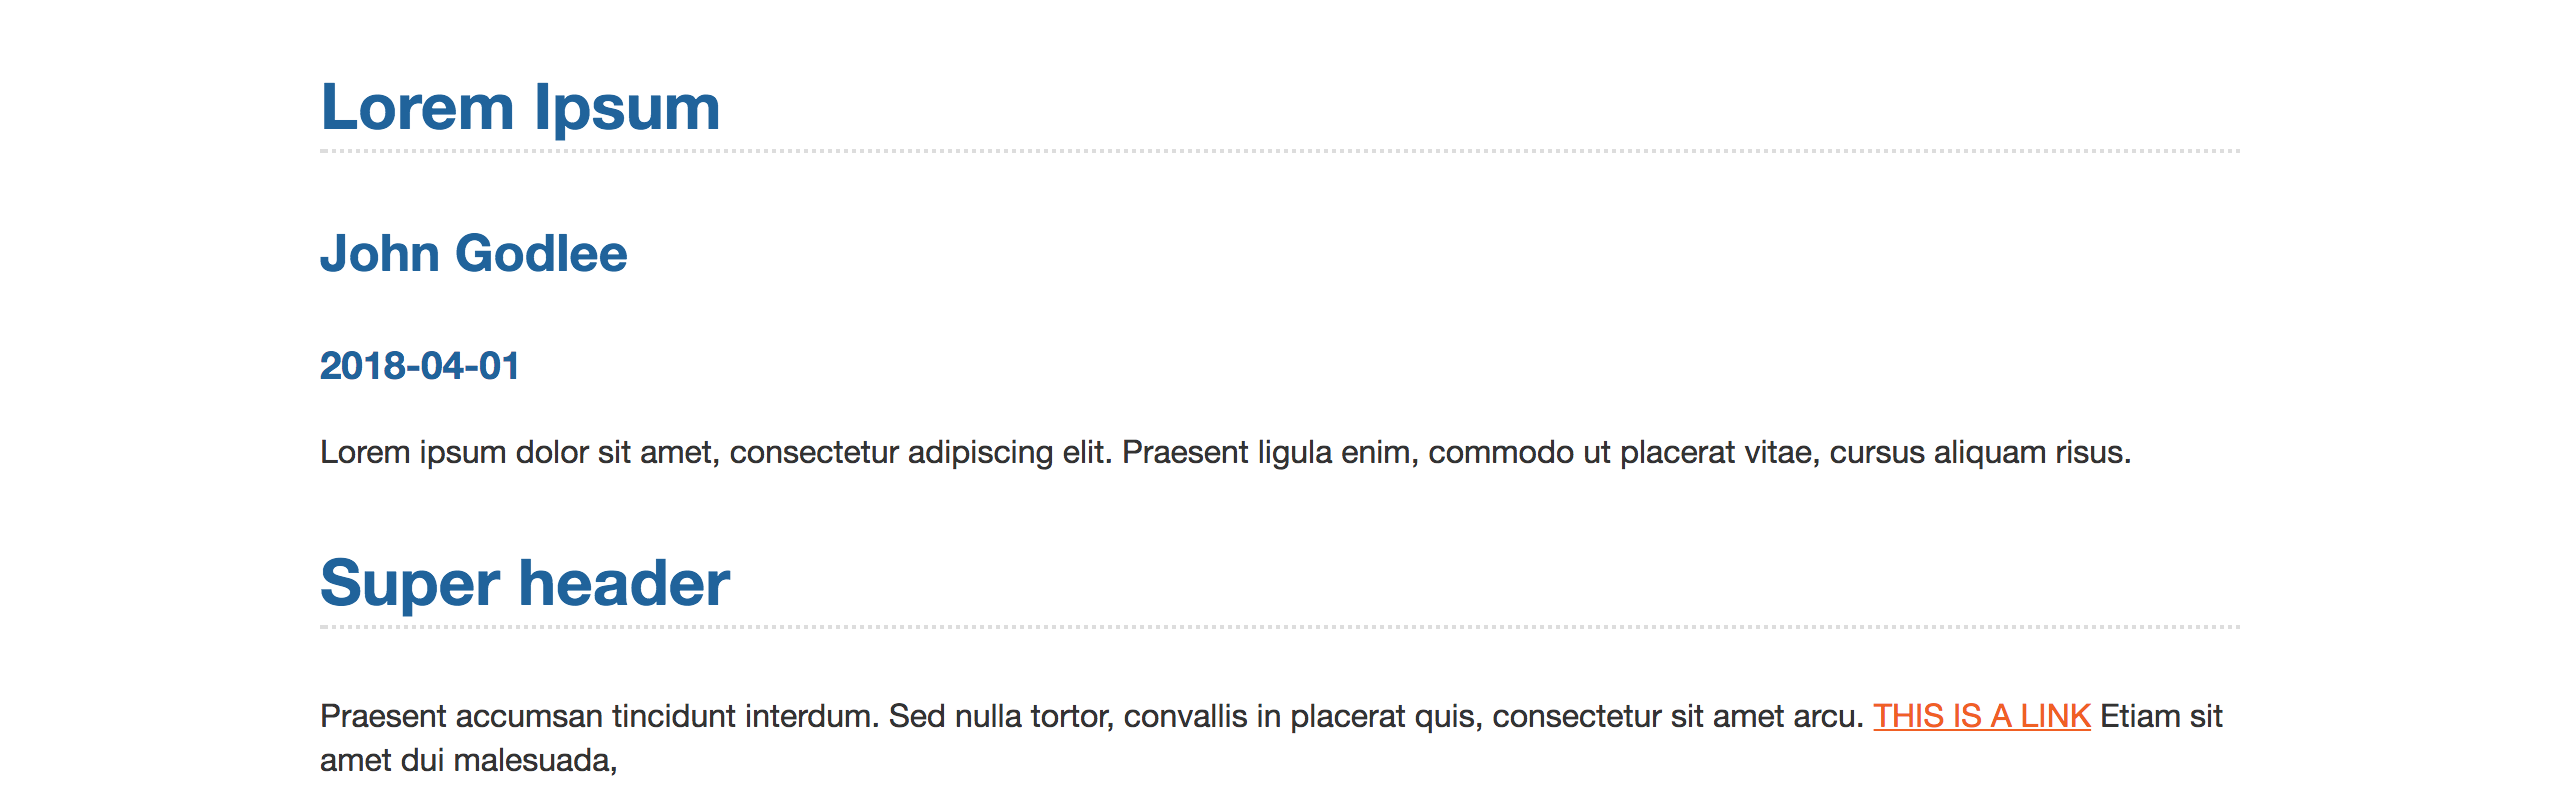 Lorem Ipsum
John Godlee
2018-04-01
Lorem ipsum dolor sit amet, consectetur adipiscing elit. Praesent ligula enim, commodo ut placerat vitae, cursus aliquam risus.
Super header
Praesent accumsan tincidunt interdum. Sed nulla tortor, convallis in placerat quis, consectetur sit amet arcu. THIS IS A LINK Etiam sit
amet dui malesuada,